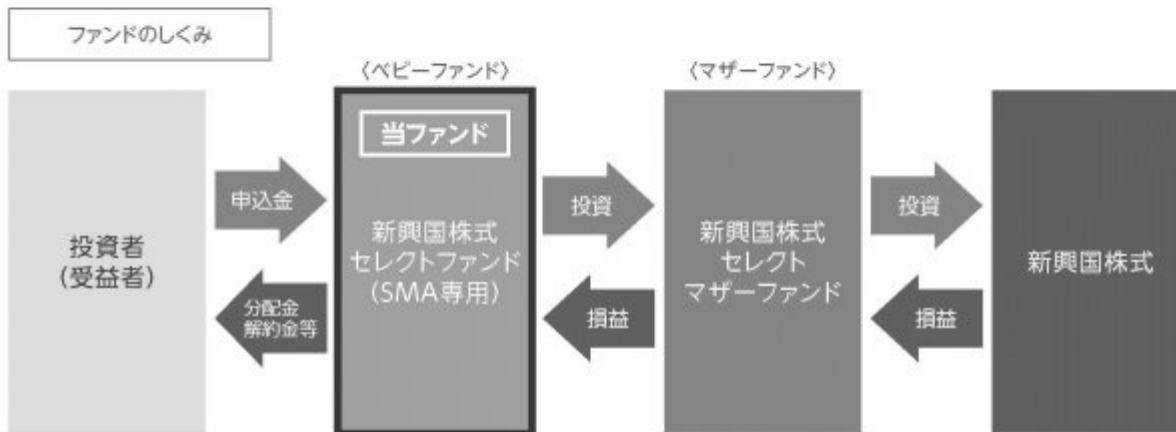 ファンドのしくみ
〈ベビーファンド〉
〈マザーファンド〉
投資者
(受益者)
申込金
分配金
解約金等
当ファンド
新興国株式
セレクトファンド
(SMA専用)
投資
損益
新興国株式
セレクト
マザーファンド
投資
損益
新興国株式